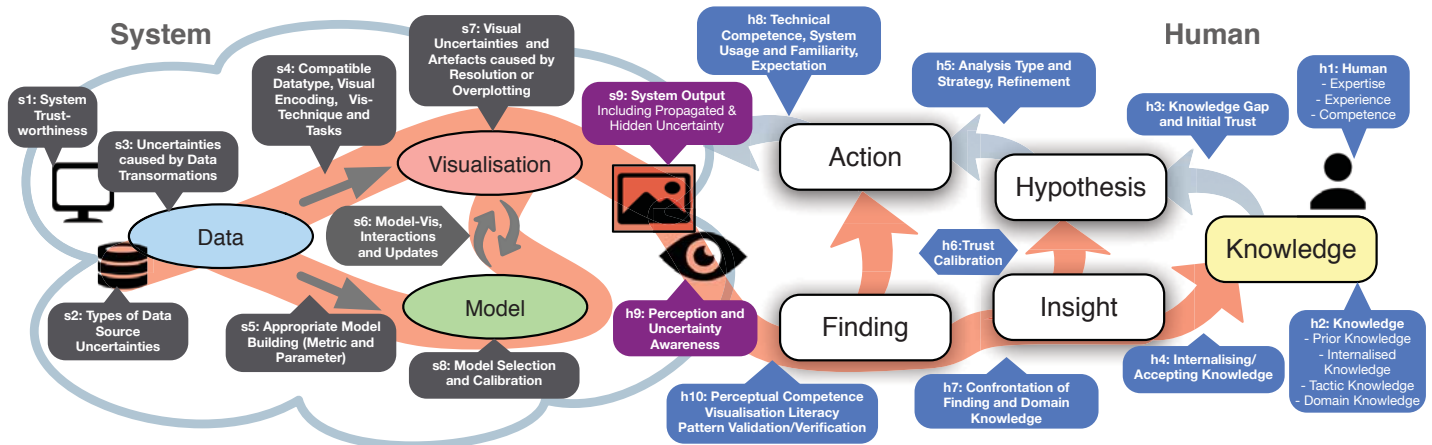 System
Human
s1: System
Trust-
worthiness
s3: Uncertainties
caused by Data
Transormations
s4: Compatible
Datatype, Visual
Encoding, Vis-
Technique and
Tasks
s7: Visual
Uncertainties and
Artefacts caused by
Resolution or
Overplotting
s9: System Output
Including Propagated &
Hidden Uncertainty
h8: Technical
Competence, System
Usage and Familiarity,
Expectation
h5: Analysis Type and
Strategy, Refinement
h3: Knowledge Gap
and Initial Trust
h1: Human
- Expertise
- Experience
- Competence
Visualisation
Action
Hypothesis
Data
s6: Model-Vis,
Interactions
and Updates
h6:Trust
Calibration
Knowledge
Model
Finding
Insight
s2: Types of Data
Source
Uncertainties
s5: Appropriate Model
Building (Metric and
Parameter)
s8: Model Selection
and Calibration
h9: Perception and
Uncertainty
Awareness
h10: Perceptual Competence
Visualisation Literacy
Pattern Validation/Verification
h7: Confrontation of
Finding and Domain
Knowledge
h4: Internalising/
Accepting Knowledge
h2: Knowledge
- Prior Knowledge
- Internalised
Knowledge
- Tactic Knowledge
- Domain Knowledge